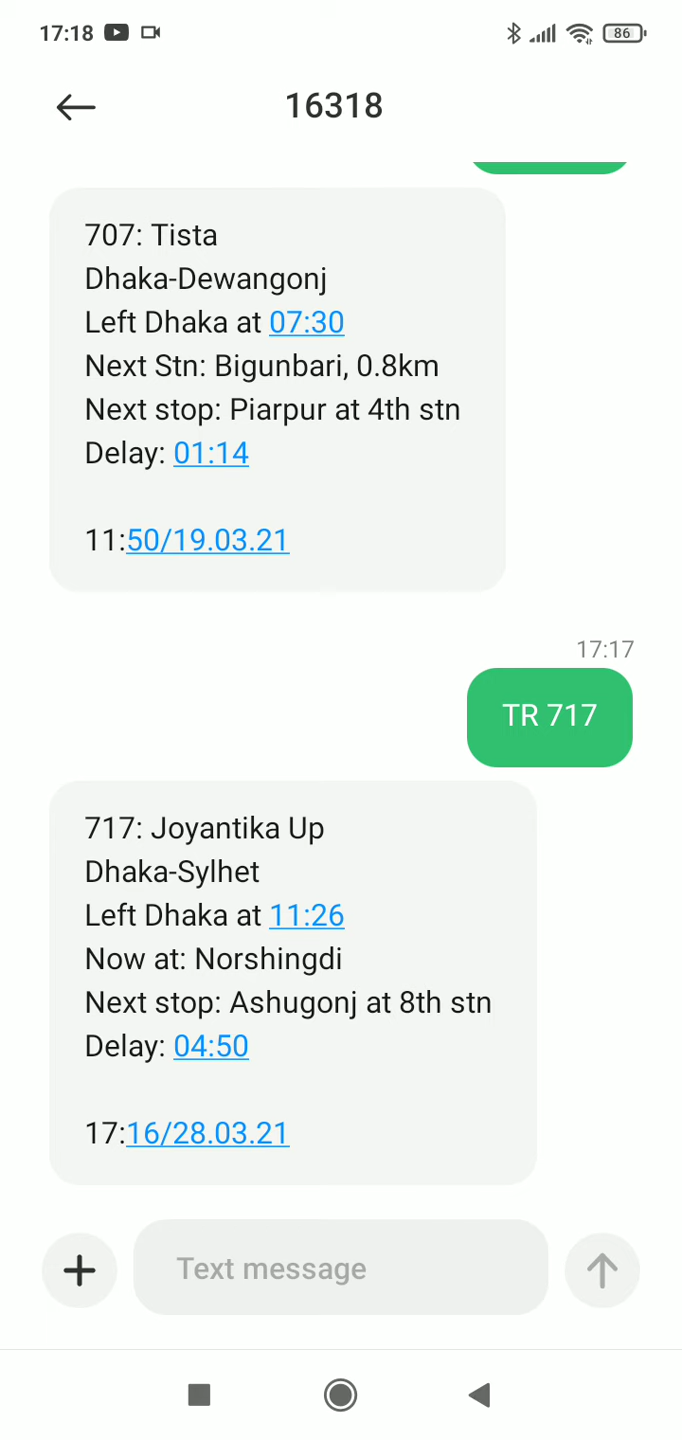 17:18
86
16318
707: Tista
Dhaka-Dewangonj
Left Dhaka at 07:30
Next Stn: Bigunbari, 0.8km
Next stop: Piarpur at 4th stn
Delay: 01:14
11:50/19.03.21
17:17
TR 717
717: Joyantika Up
Dhaka-Sylhet
Left Dhaka at 11:26
Now at: Norshingdi
Next stop: Ashugonj at 8th stn
Delay: 04:50
17:16/28.03.21
Text message